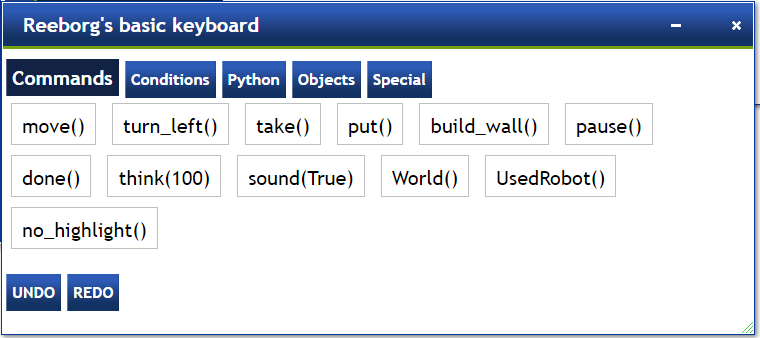 Reeborg's basic keyboard
Commands Conditions Python Objects Special
move() turn_left() take() put() build_wall() pause()
done() think(100) sound(True) World() UsedRobot()
no_highlight()
UNDO REDO